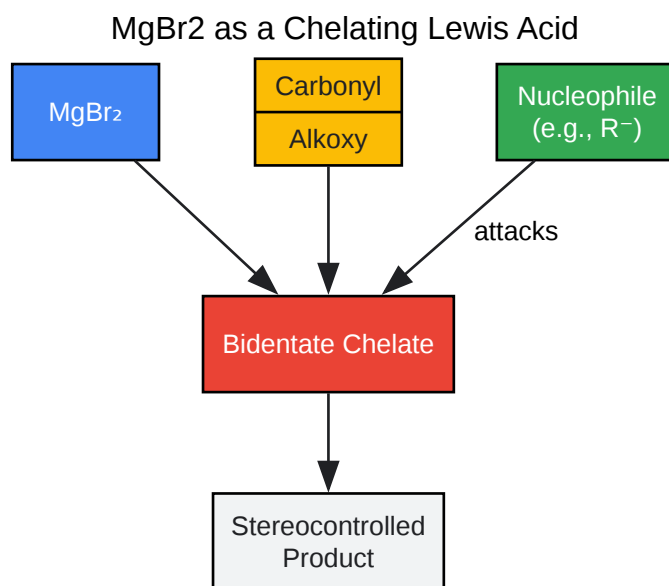 MgBr2 as a Chelating Lewis Acid
MgBr₂
Carbonyl
Alkoxy
Nucleophile
(e.g., R⁻)
attacks
Bidentate Chelate
Stereocontrolled
Product